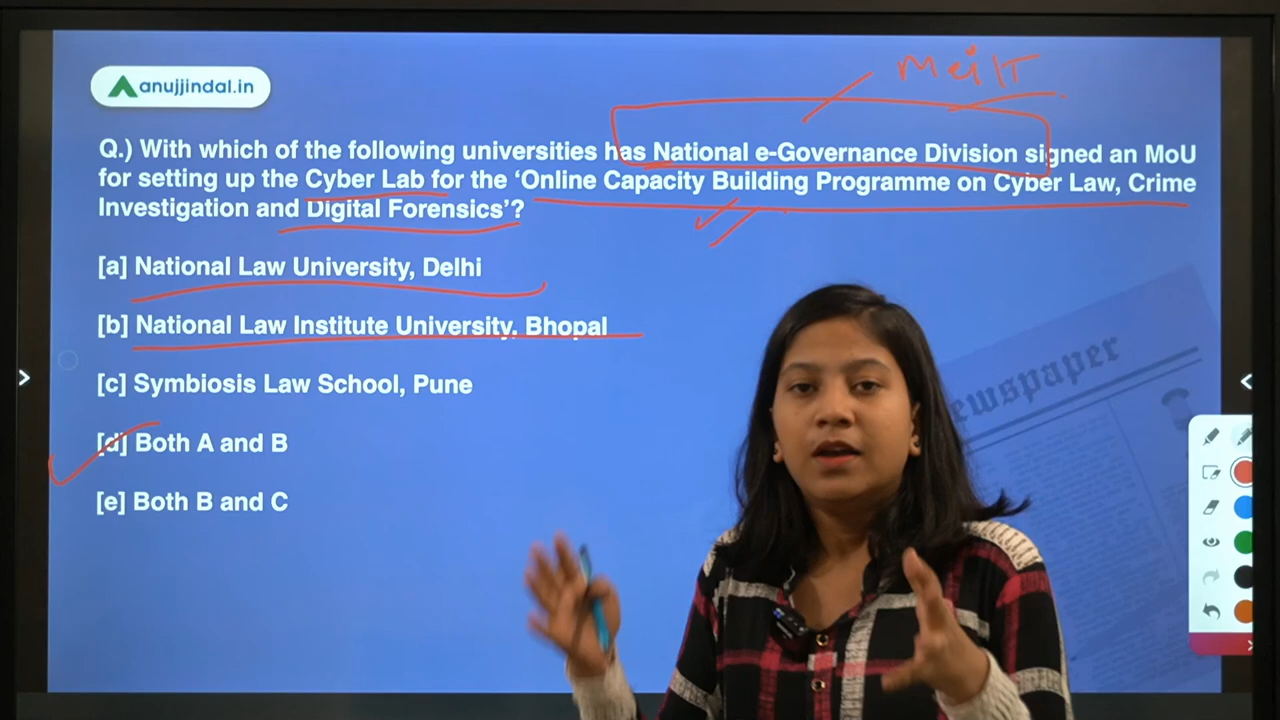 anujjindal.in
MeiIT
Q.) With which of the following universities has National e-Governance Division signed an MoU
for setting up the Cyber Lab for the ‘Online Capacity Building Programme on Cyber Law, Crime
Investigation and Digital Forensics’?
[a] National Law University, Delhi
[b] National Law Institute University, Bhopal
[c] Symbiosis Law School, Pune
[d] Both A and B
[e] Both B and C
ewspaper